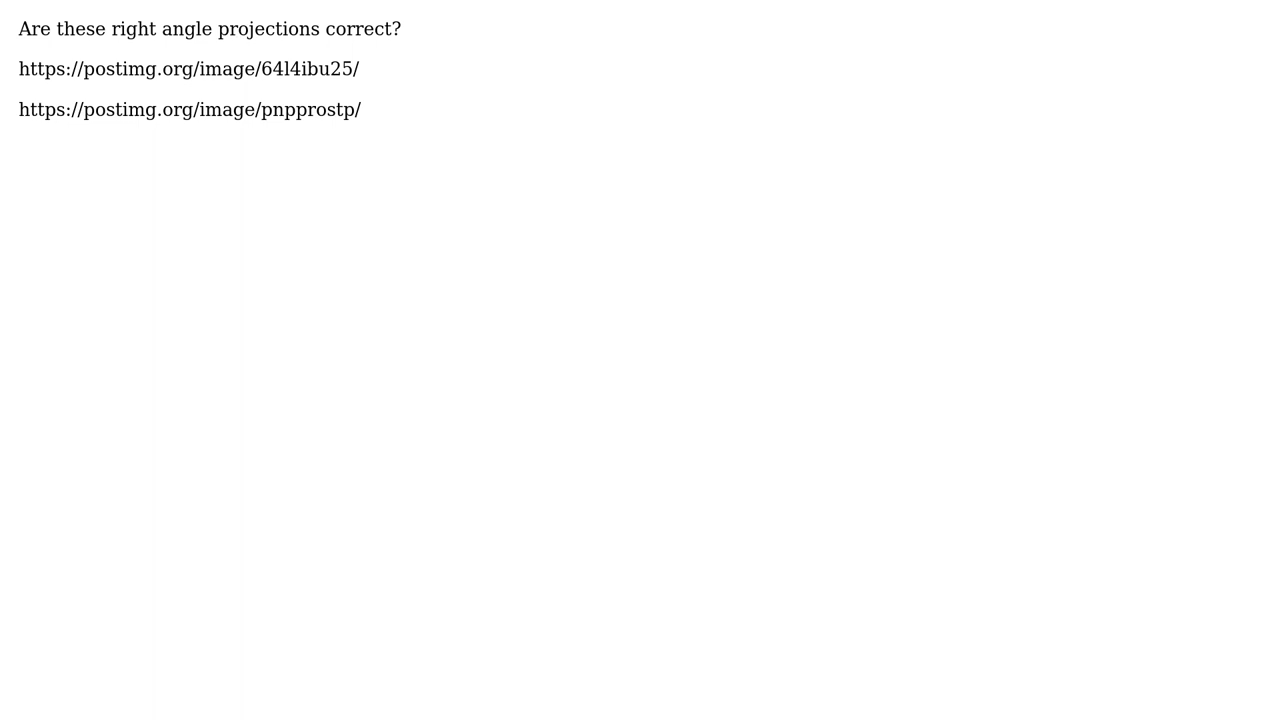 Are these right angle projections correct?
https://postimg.org/image/64l4ibu25/
https://postimg.org/image/pnpprostp/